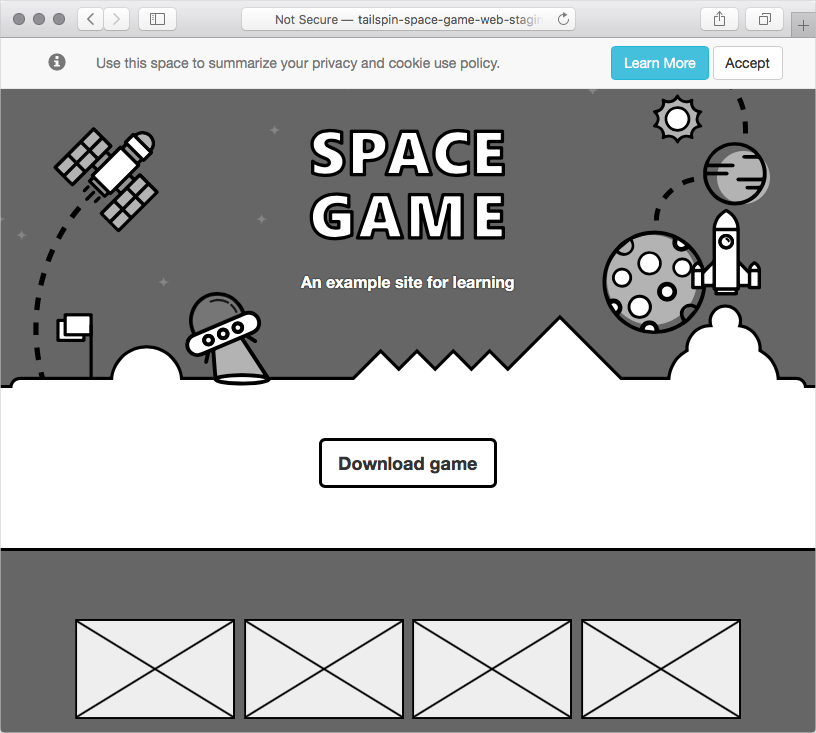 Not Secure — tailspin-space-game-web-stagin
Use this space to summarize your privacy and cookie use policy.
Learn More
Accept
SPACE
GAME
An example site for learning
Download game